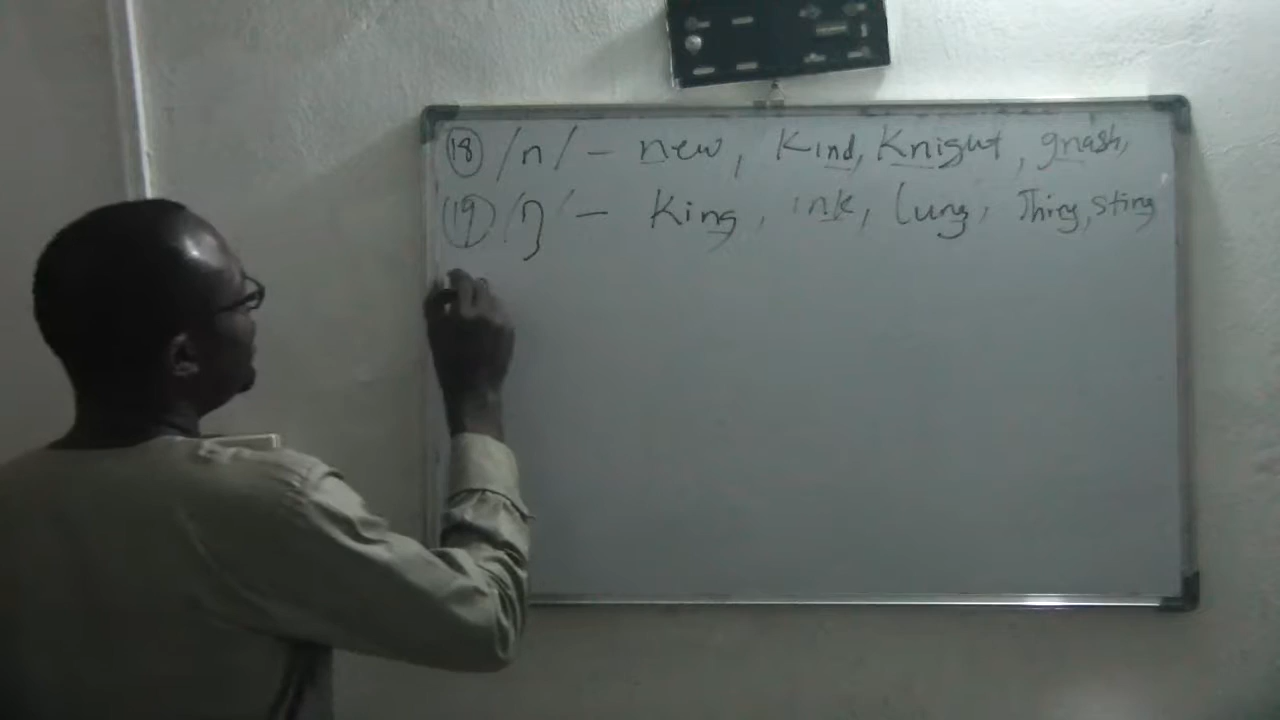 (18) /n/ - new, Kind, Knight, gnash,
(19) /ŋ/ - King, ink, Lung, Thing, Sting